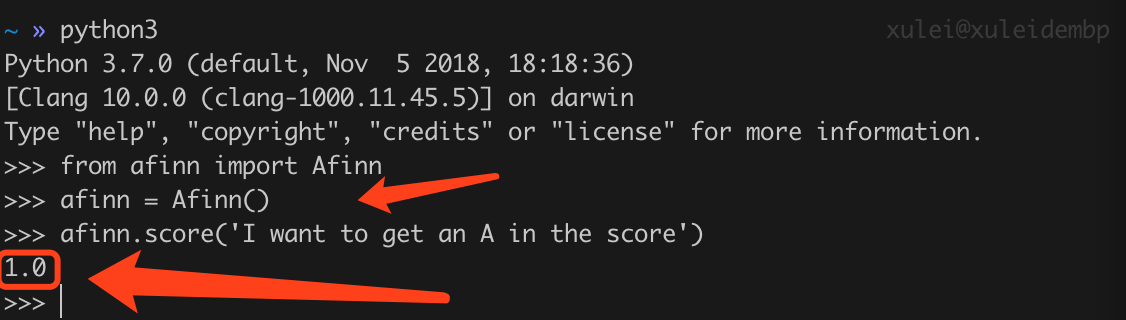 ~ » python3 xulei@xuleidembp
Python 3.7.0 (default, Nov  5 2018, 18:18:36)
[Clang 10.0.0 (clang-1000.11.45.5)] on darwin
Type "help", "copyright", "credits" or "license" for more information.
>>> from afinn import Afinn
>>> afinn = Afinn()
>>> afinn.score('I want to get an A in the score')
1.0
>>>